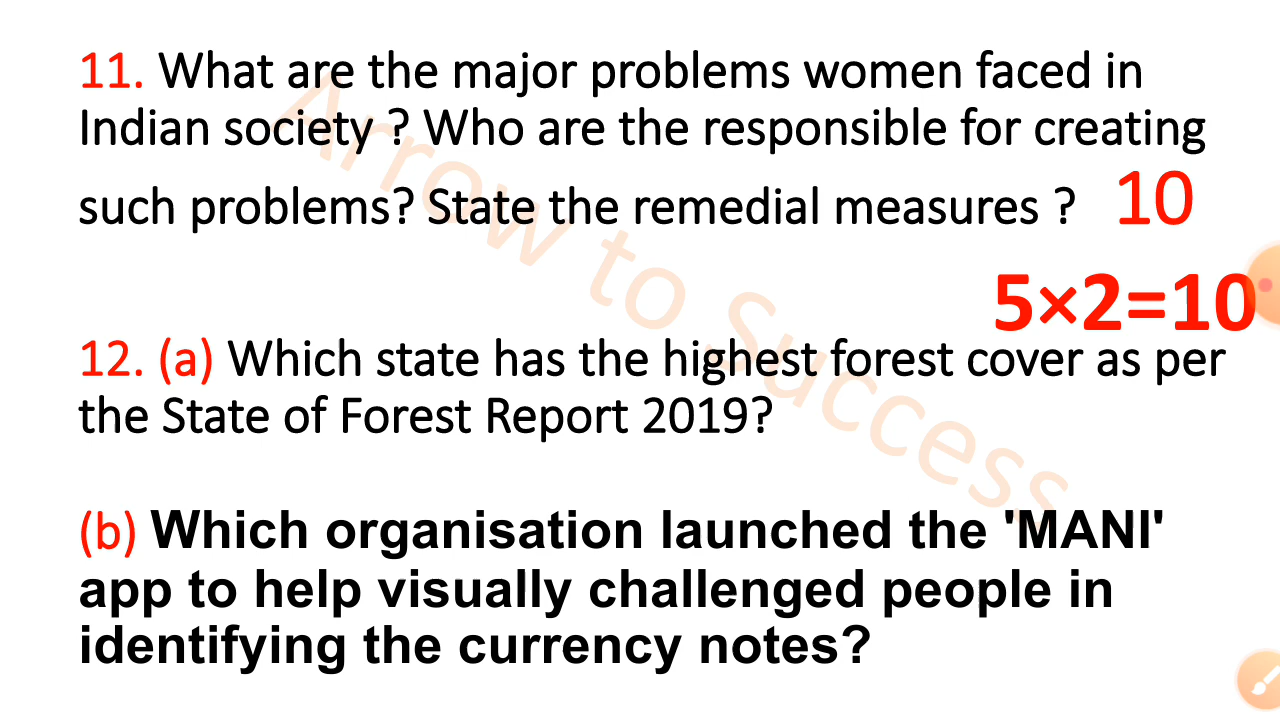 11. What are the major problems women faced in
Indian society ? Who are the responsible for creating
such problems? State the remedial measures ? 10
5×2=10
12. (a) Which state has the highest forest cover as per
the State of Forest Report 2019?
(b) Which organisation launched the 'MANI'
app to help visually challenged people in
identifying the currency notes?
Arrow to Success